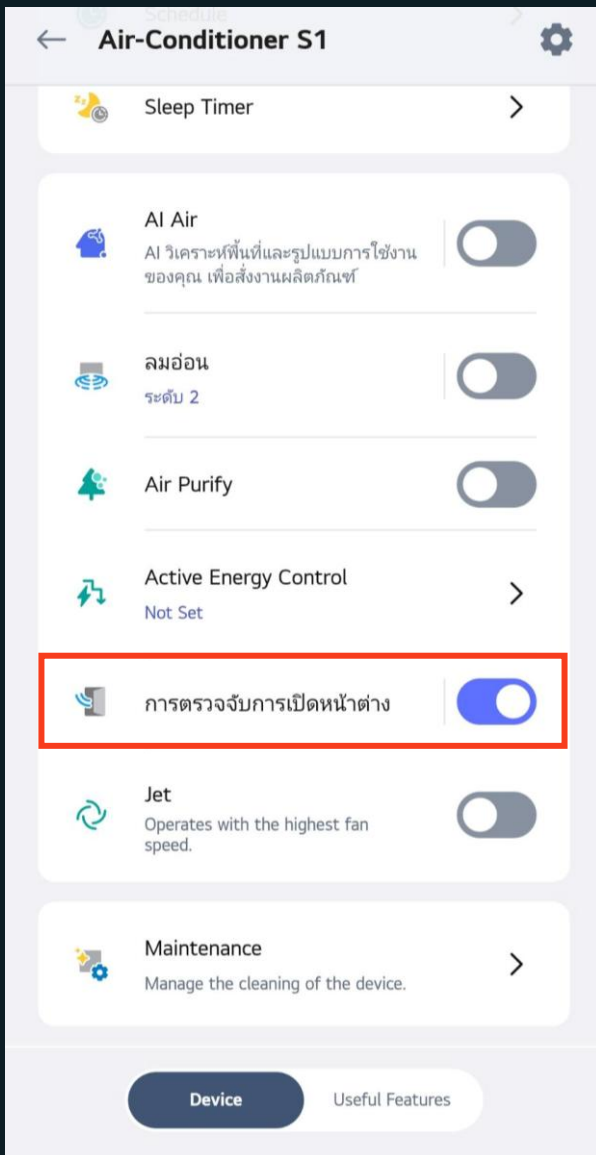 Schedule
Air-Conditioner S1
Sleep Timer
AI Air
AI วิเคราะห์พื้นที่และรูปแบบการใช้งาน
ของคุณ เพื่อสั่งงานผลิตภัณฑ์
ลมอ่อน
ระดับ 2
Air Purify
Active Energy Control
Not Set
การตรวจจับการเปิดหน้าต่าง
Jet
Operates with the highest fan
speed.
Maintenance
Manage the cleaning of the device.
Device Useful Features